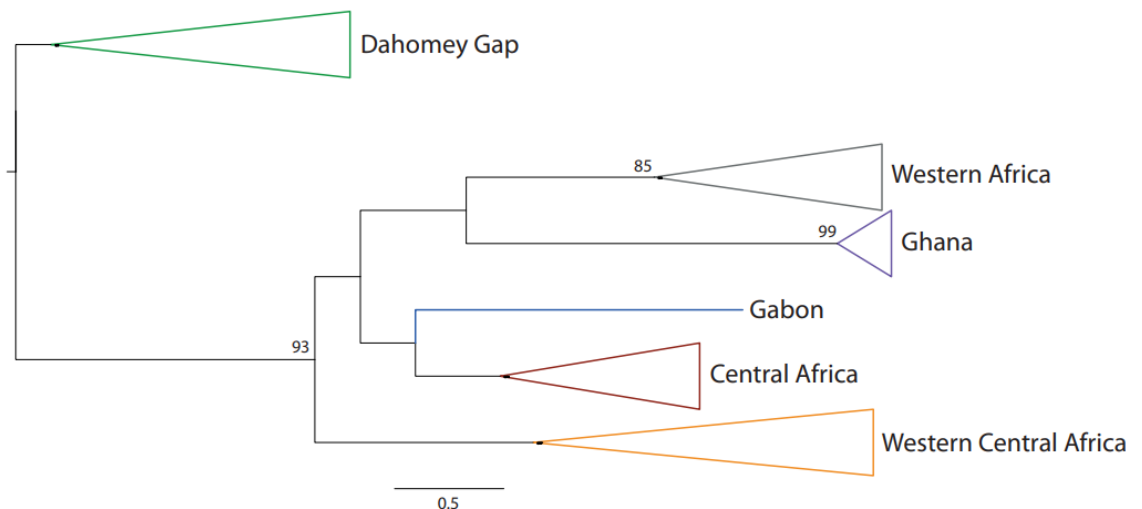 Dahomey Gap
85
Western Africa
99
Ghana
Gabon
93
Central Africa
Western Central Africa
0.5